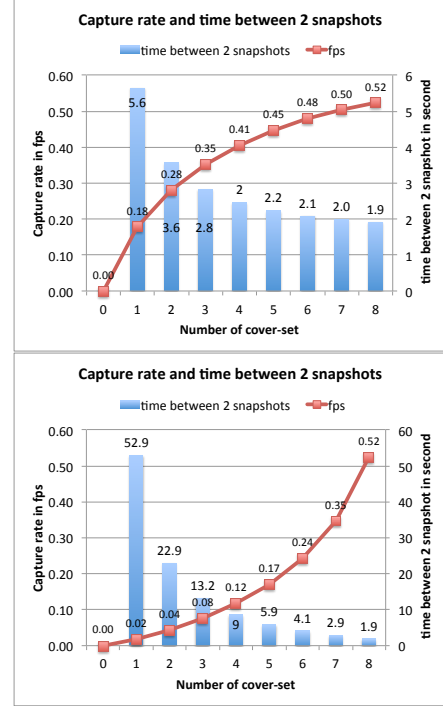 Capture rate and time between 2 snapshots
time between 2 snapshots fps
0.60 0.50 0.40 0.30 0.20 0.10 0.00
Capture rate in fps
6 5 4 3 2 1 0
time between 2 snapshot in second
5.6 3.6 2.8 2 2.2 2.1 2.0 1.9
0.00 0.18 0.28 0.35 0.41 0.45 0.48 0.50 0.52
0 1 2 3 4 5 6 7 8
Number of cover-set
Capture rate and time between 2 snapshots
time between 2 snapshots fps
0.60 0.50 0.40 0.30 0.20 0.10 0.00
Capture rate in fps
60 50 40 30 20 10 0
time between 2 snapshot in second
52.9 22.9 13.2 9 5.9 4.1 2.9 1.9
0.00 0.02 0.04 0.08 0.12 0.17 0.24 0.35 0.52
0 1 2 3 4 5 6 7 8
Number of cover-set